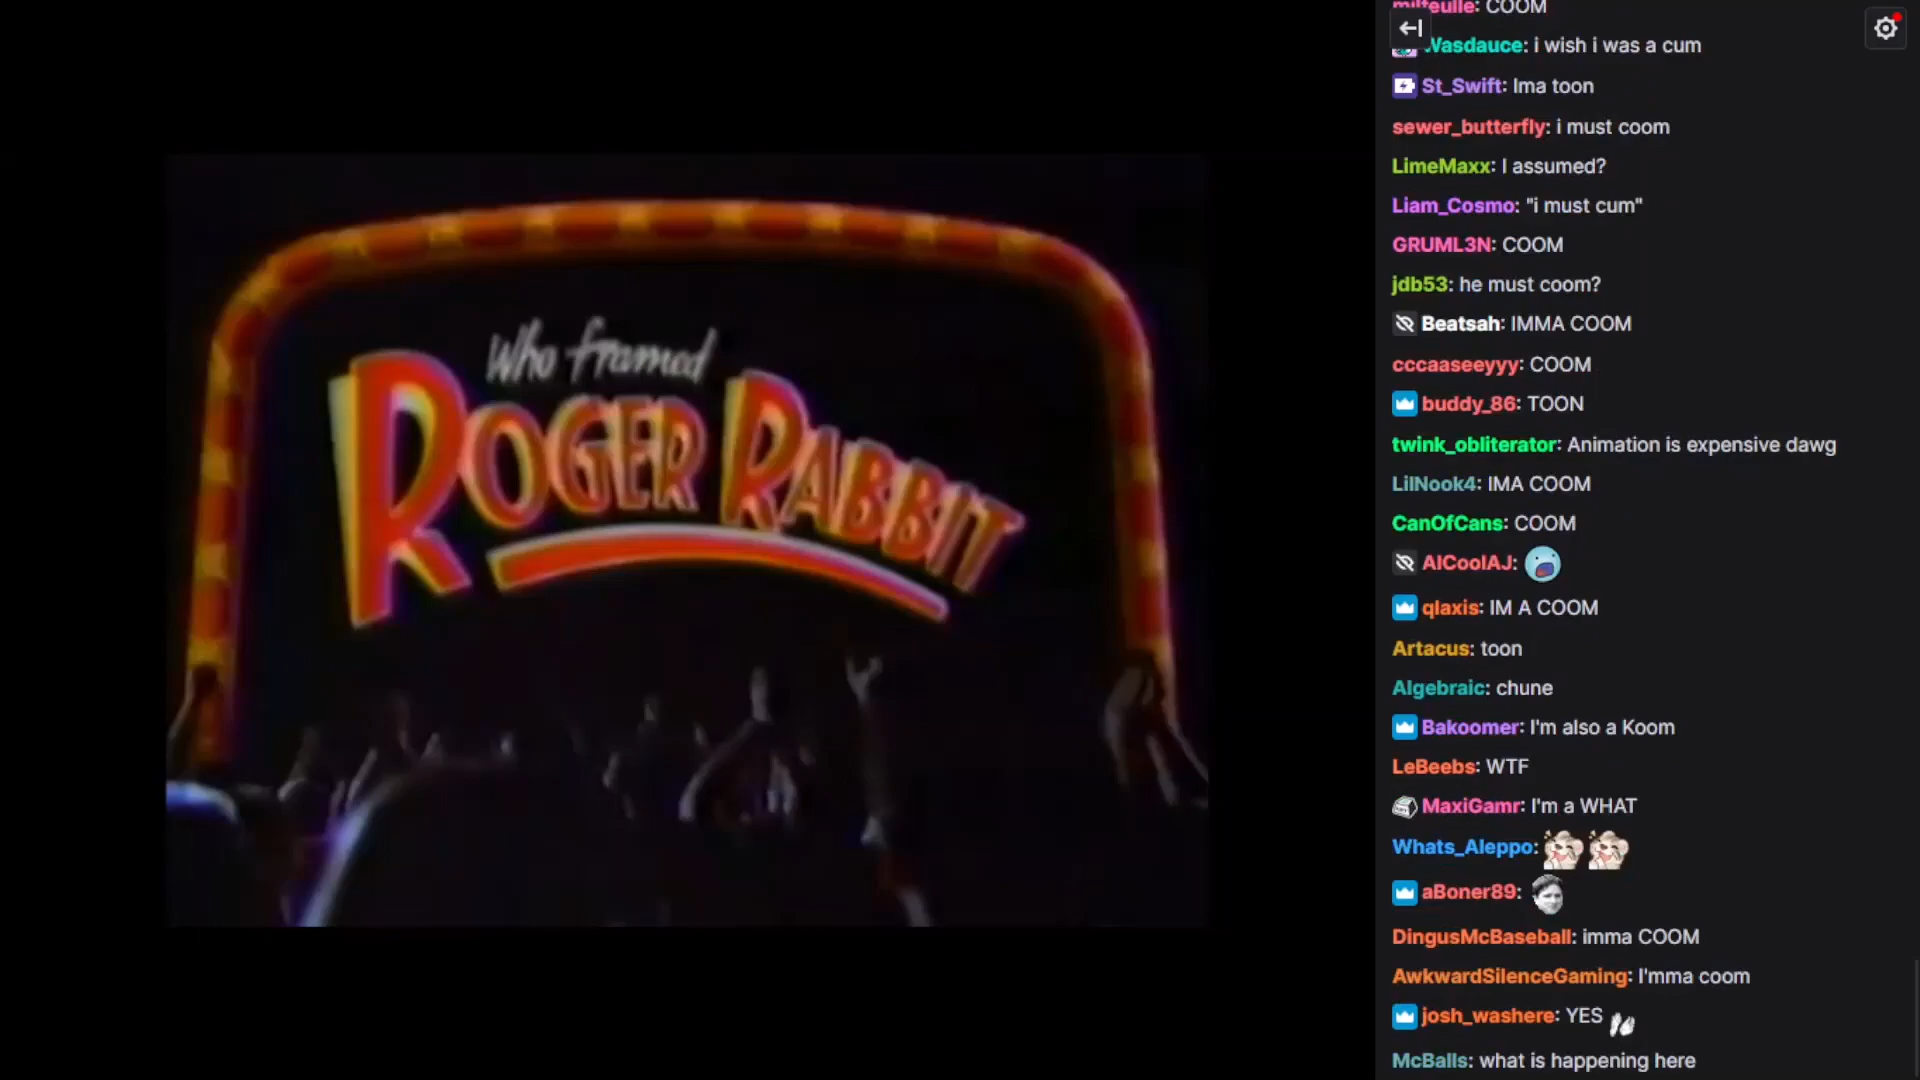 Who framed
ROGER RABBIT
milfeulle: COOM
Wasdauce: i wish i was a cum
St_Swift: Ima toon
sewer_butterfly: i must coom
LimeMaxx: I assumed?
Liam_Cosmo: "i must cum"
GRUML3N: COOM
jdb53: he must coom?
Beatsah: IMMA COOM
cccaaseeyyy: COOM
buddy_86: TOON
twink_obliterator: Animation is expensive dawg
LilNook4: IMA COOM
CanOfCans: COOM
AlCoolAJ:
qlaxis: IM A COOM
Artacus: toon
Algebraic: chune
Bakoomer: I'm also a Koom
LeBeebs: WTF
MaxiGamr: I'm a WHAT
Whats_Aleppo:
aBoner89:
DingusMcBaseball: imma COOM
AwkwardSilenceGaming: I'mma coom
josh_washere: YES
McBalls: what is happening here